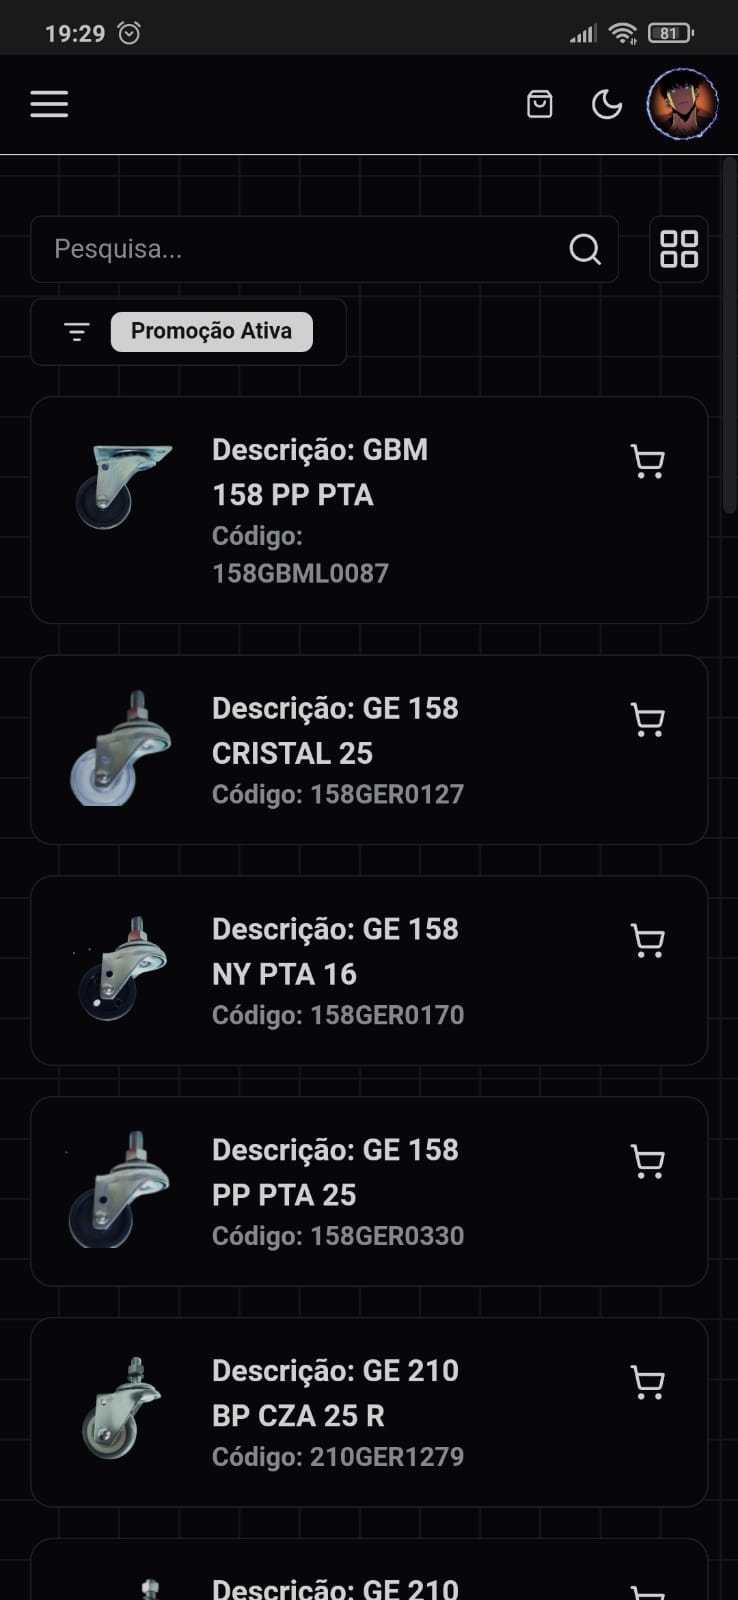 19:29
81
Pesquisa...
Promoção Ativa
Descrição: GBM
158 PP PTA
Código:
158GBML0087
Descrição: GE 158
CRISTAL 25
Código: 158GER0127
Descrição: GE 158
NY PTA 16
Código: 158GER0170
Descrição: GE 158
PP PTA 25
Código: 158GER0330
Descrição: GE 210
BP CZA 25 R
Código: 210GER1279
Descrição: GE 210